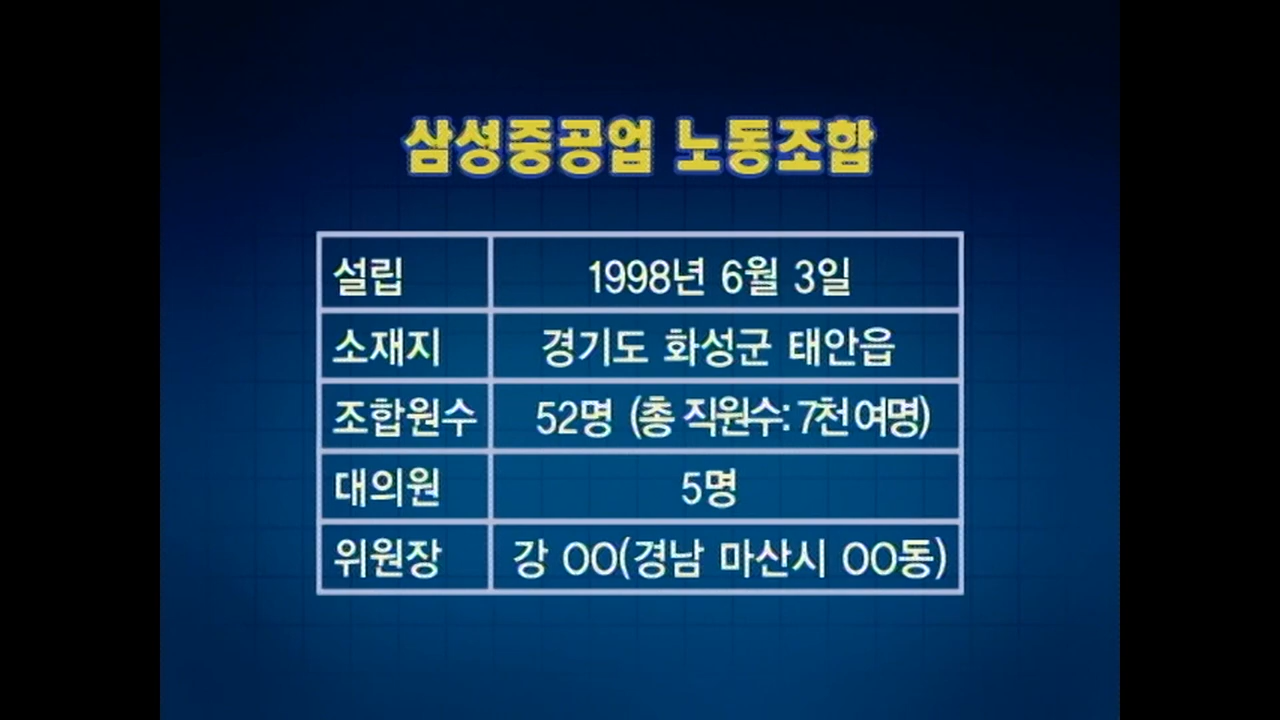 삼성중공업 노동조합
설립 1998년 6월 3일
소재지 경기도 화성군 태안읍
조합원수 52명 (총 직원수: 7천여명)
대의원 5명
위원장 강 OO(경남 마산시 OO동)